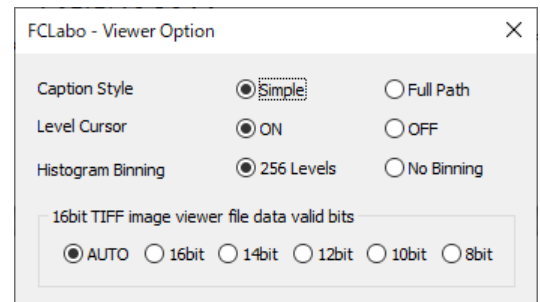 FCLabo - Viewer Option
Caption Style Simple Full Path
Level Cursor ON OFF
Histogram Binning 256 Levels No Binning
16bit TIFF image viewer file data valid bits
AUTO 16bit 14bit 12bit 10bit 8bit